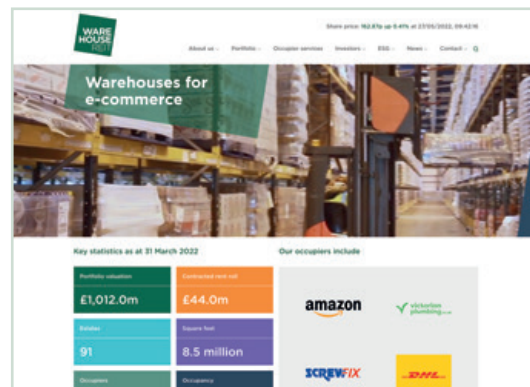 WARE
HOUSE
REIT
Share price: 162.67p up 0.41% at 27/05/2022, 09:42:16
About us
Portfolio
Occupier services
Investors
ESG
News
Contact
Warehouses for
e-commerce
Key statistics as at 31 March 2022
Our occupiers include
Portfolio valuation
£1,012.0m
Contracted rent roll
£44.0m
amazon
victorian
plumbing.co.uk
Estates
91
Square feet
8.5 million
SCREWFIX
DHL
Occupiers
Occupancy